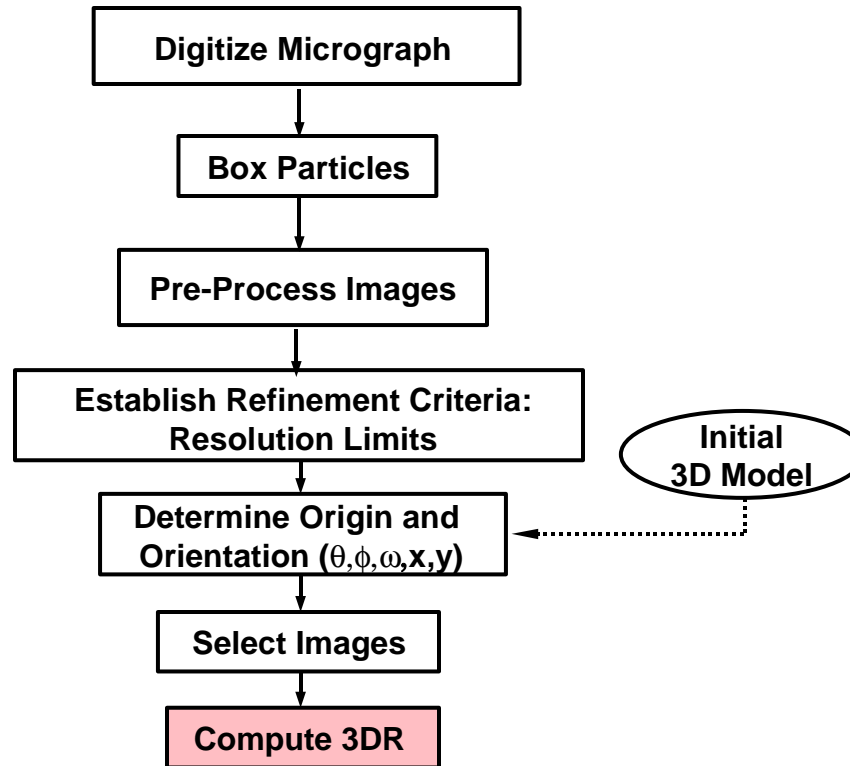 Digitize Micrograph
Box Particles
Pre-Process Images
Establish Refinement Criteria:
Resolution Limits
Initial
3D Model
Determine Origin and
Orientation (θ,ϕ,ω,x,y)
Select Images
Compute 3DR